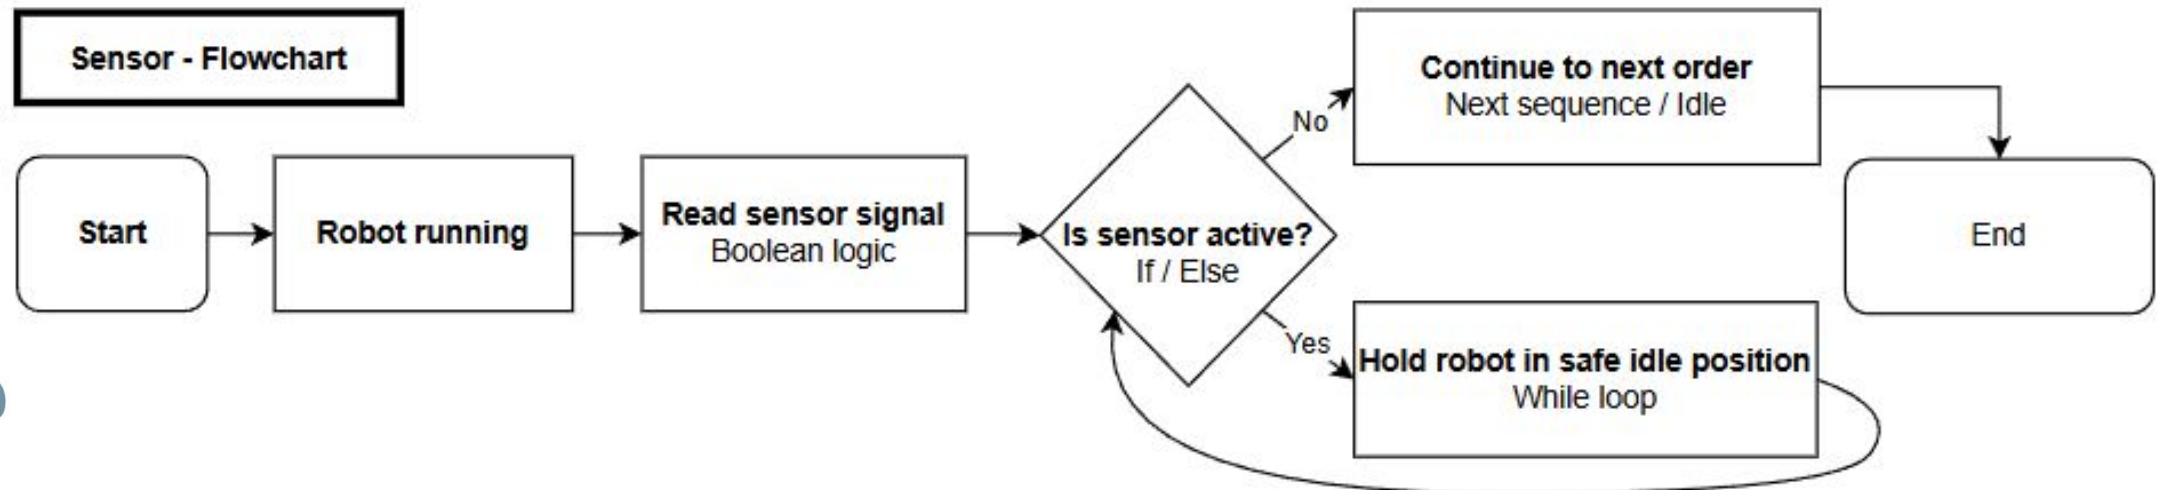 Sensor - Flowchart
Start
Robot running
Read sensor signal
Boolean logic
Is sensor active?
If / Else
No
Continue to next order
Next sequence / Idle
Yes
Hold robot in safe idle position
While loop
End